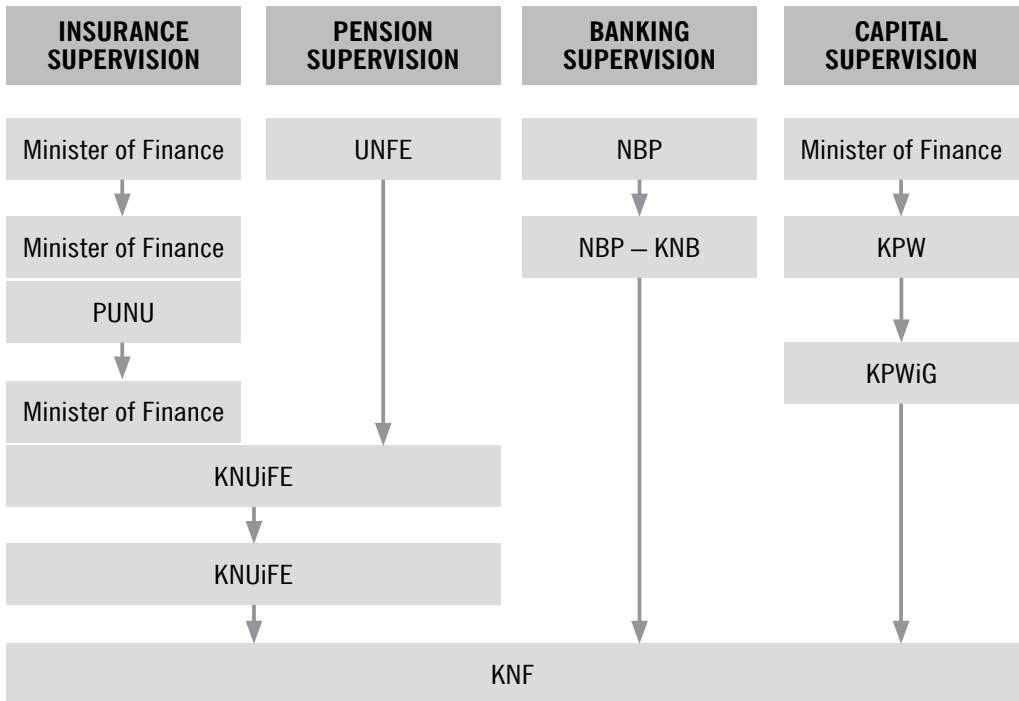 INSURANCE
SUPERVISION
PENSION
SUPERVISION
BANKING
SUPERVISION
CAPITAL
SUPERVISION
Minister of Finance
UNFE
NBP
Minister of Finance
Minister of Finance
NBP – KNB
KPW
PUNU
KPWiG
Minister of Finance
KNUiFE
KNUiFE
KNF